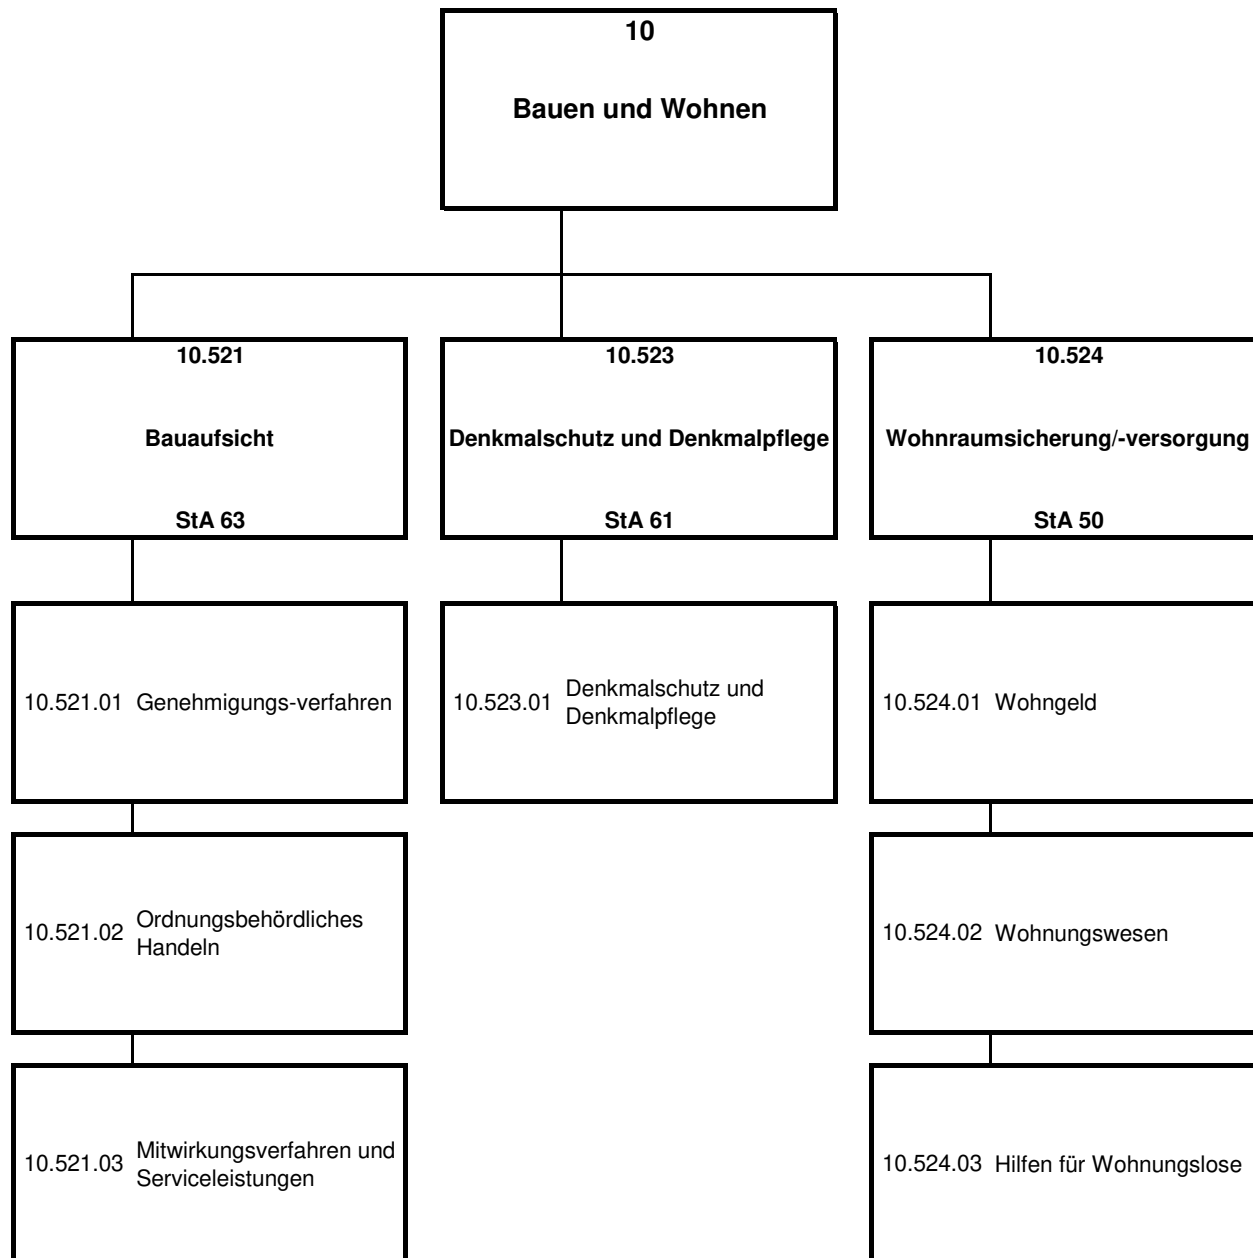 10
Bauen und Wohnen
10.521
Bauaufsicht
StA 63
10.523
Denkmalschutz und Denkmalpflege
StA 61
10.524
Wohnraumsicherung/-versorgung
StA 50
10.521.01 Genehmigungs-verfahren
10.523.01 Denkmalschutz und
Denkmalpflege
10.524.01 Wohngeld
10.521.02 Ordnungsbehördliches
Handeln
10.524.02 Wohnungswesen
10.521.03 Mitwirkungsverfahren und
Serviceleistungen
10.524.03 Hilfen für Wohnungslose